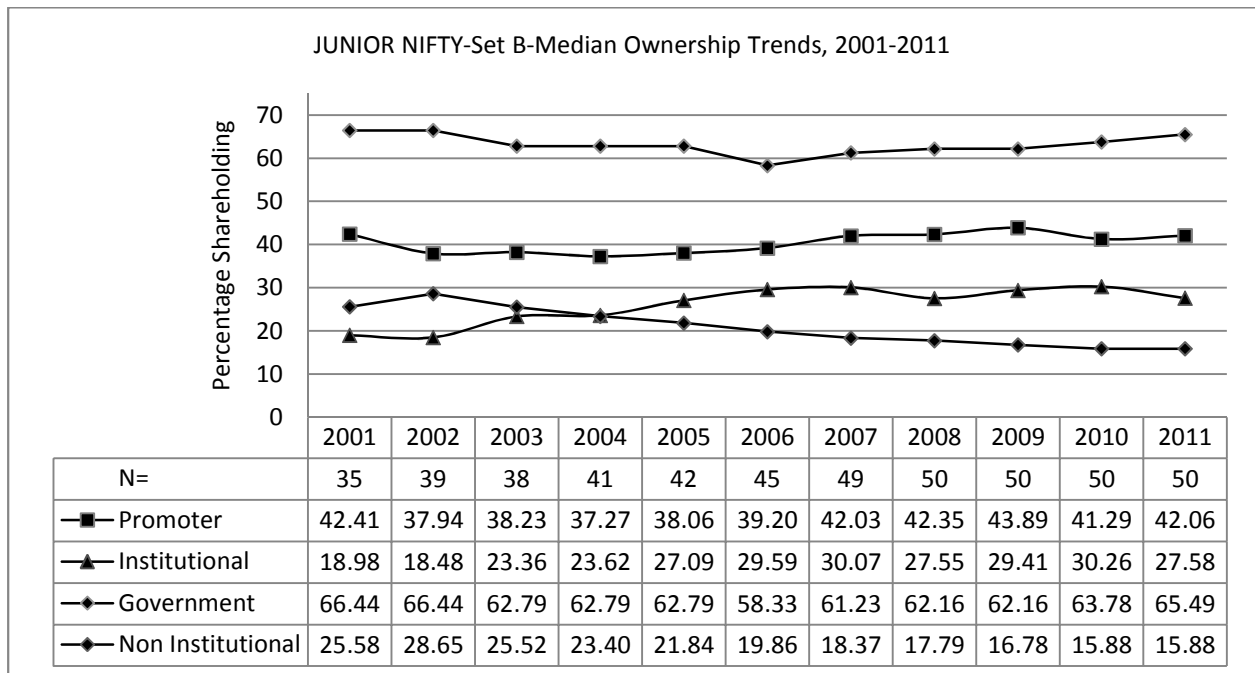 JUNIOR NIFTY-Set B-Median Ownership Trends, 2001-2011
Percentage Shareholding
70
60
50
40
30
20
10
0
2001 2002 2003 2004 2005 2006 2007 2008 2009 2010 2011
N= 35 39 38 41 42 45 49 50 50 50 50
Promoter 42.41 37.94 38.23 37.27 38.06 39.20 42.03 42.35 43.89 41.29 42.06
Institutional 18.98 18.48 23.36 23.62 27.09 29.59 30.07 27.55 29.41 30.26 27.58
Government 66.44 66.44 62.79 62.79 62.79 58.33 61.23 62.16 62.16 63.78 65.49
Non Institutional 25.58 28.65 25.52 23.40 21.84 19.86 18.37 17.79 16.78 15.88 15.88